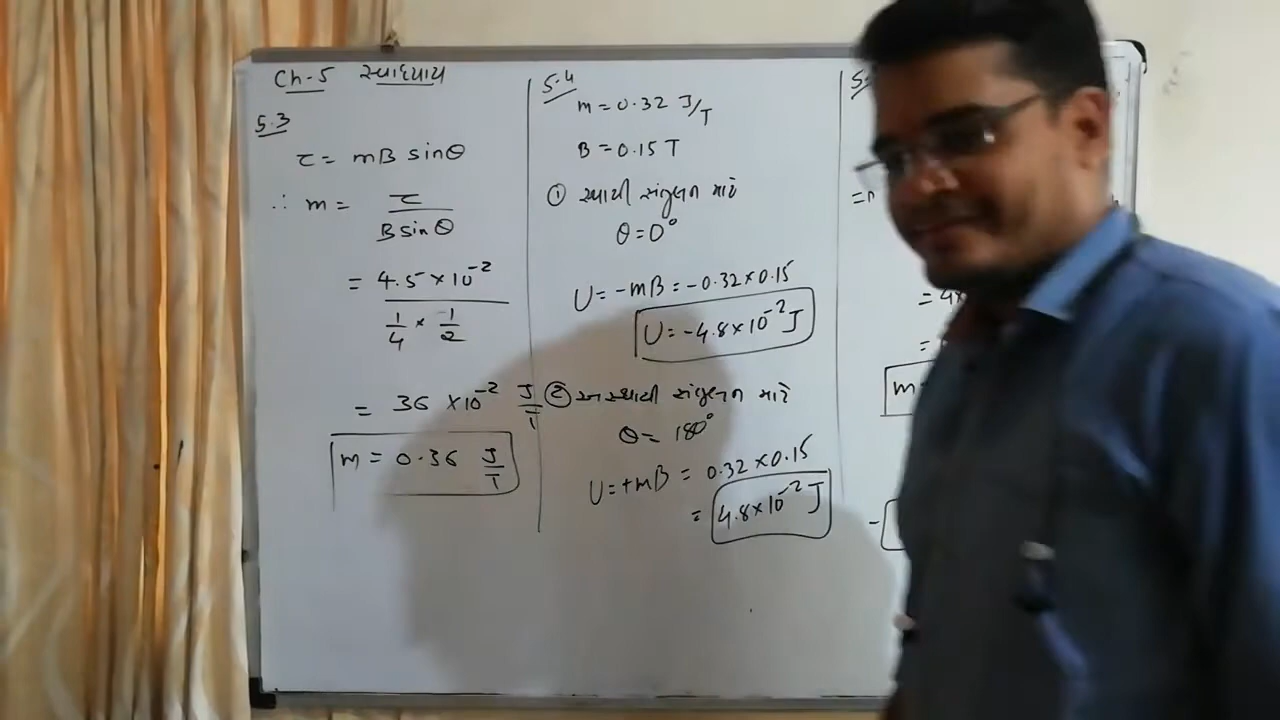 Ch-5 સ્વાધ્યાય
5.3
τ = mB sinθ
∴ m = τ / B sinθ
= 4.5 × 10⁻² / 1/4 × 1/2
= 36 × 10⁻² J/T
m = 0.36 J/T
5.4
m = 0.32 J/T
B = 0.15 T
① સ્થાયી સંતુલન માટે
θ = 0°
U = -mB = -0.32 × 0.15
U = -4.8 × 10⁻² J
② અસ્થાયી સંતુલન માટે
θ = 180°
U = +mB = 0.32 × 0.15
= 4.8 × 10⁻² J
5.
= 4×
=
m